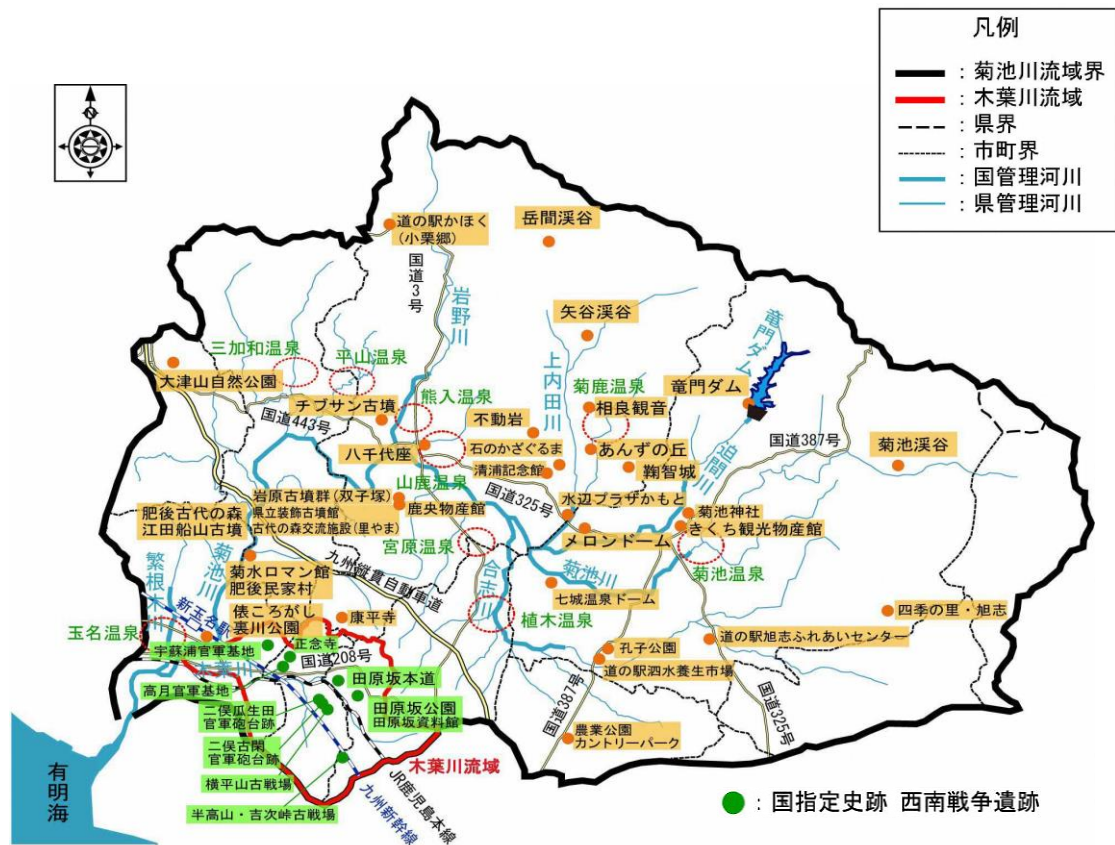 凡例
：菊池川流域界
：木葉川流域
：県界
：市町界
：国管理河川
：県管理河川
N
道の駅かほく
(小栗郷)
岳間渓谷
国道3号
岩野川
矢谷渓谷
竜門ダム
三加和温泉
平山温泉
上内田川
菊鹿温泉
大津山自然公園
熊入温泉
相良観音
竜門ダム
チブサン古墳
不動岩
国道443号
国道387号
八千代座
石のかざぐるま
あんずの丘
迫間川
菊池渓谷
清浦記念館
鞠智城
山鹿温泉
国道325号
岩原古墳群(双子塚)
県立装飾古墳館
古代の森交流施設(里やま)
鹿央物産館
水辺プラザかもと
菊池神社
肥後古代の森
江田船山古墳
きくち観光物産館
メロンドーム
宮原温泉
九州縦貫自動車道
合志川
菊池川
菊池温泉
繁根木川
菊池川
菊水ロマン館
肥後民家村
七城温泉ドーム
新玉名駅
俵ころがし
裏川公園
康平寺
植木温泉
四季の里・旭志
玉名温泉
宇蘇浦官軍基地
正念寺
道の駅旭志ふれあいセンター
木葉川
国道208号
孔子公園
道の駅泗水養生市場
高月官軍基地
田原坂本道
国道387号
国道325号
二俣瓜生田
官軍砲台跡
田原坂公園
田原坂資料館
農業公園
カントリーパーク
二俣古閑
官軍砲台跡
木葉川流域
有明海
横平山古戦場
JR鹿児島本線
九州新幹線
半高山・吉次峠古戦場
：国指定史跡 西南戦争遺跡